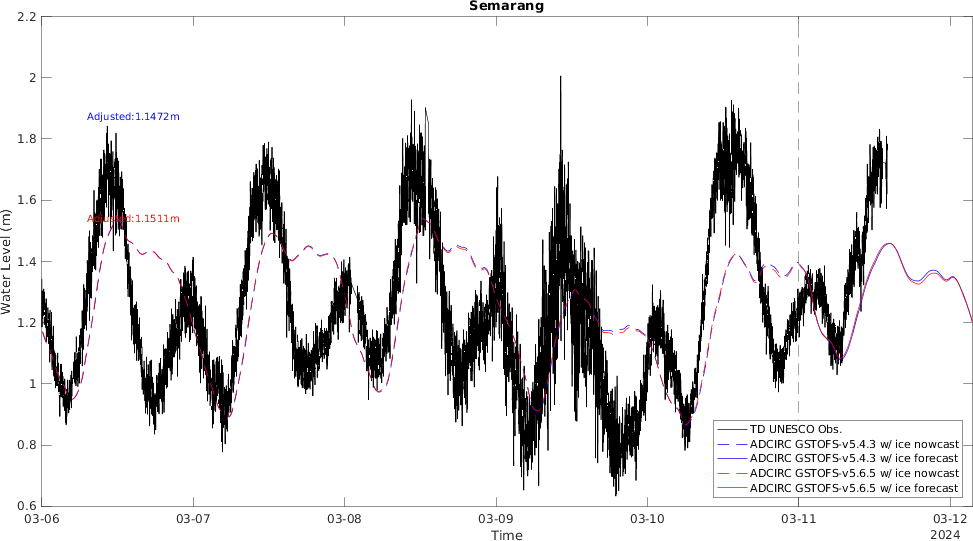 Semarang
2.2
2
1.8
1.6
1.4
1.2
1
0.8
0.6
Water Level (m)
Adjusted:1.1472m
Adjusted:1.1511m
TD UNESCO Obs.
ADCIRC GSTOFS-v5.4.3 w/ ice nowcast
ADCIRC GSTOFS-v5.4.3 w/ ice forecast
ADCIRC GSTOFS-v5.6.5 w/ ice nowcast
ADCIRC GSTOFS-v5.6.5 w/ ice forecast
03-06 03-07 03-08 03-09 03-10 03-11 03-12
Time 2024